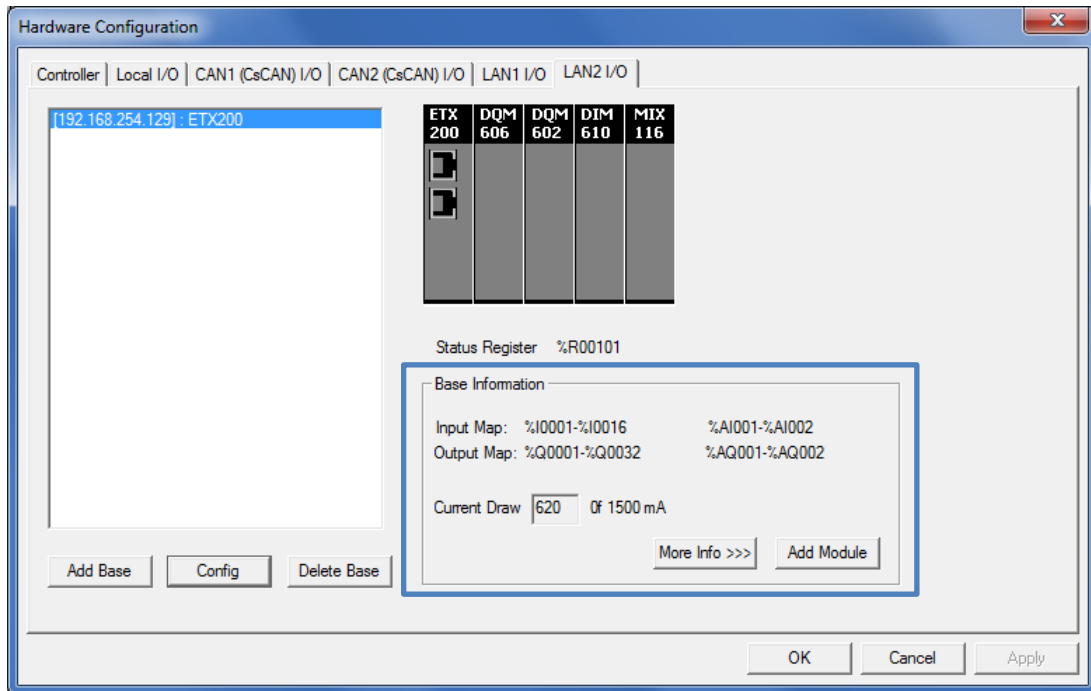 Hardware Configuration
Controller Local I/O CAN1 (CsCAN) I/O CAN2 (CsCAN) I/O LAN1 I/O LAN2 I/O
[192.168.254.129] : ETX200
ETX DQM DQM DIM MIX
200 606 602 610 116
Status Register %R00101
Base Information
Input Map: %I0001-%I0016 %AI001-%AI002
Output Map: %Q0001-%Q0032 %AQ001-%AQ002
Current Draw 620 0f 1500 mA
More Info >>> Add Module
Add Base Config Delete Base
OK Cancel Apply